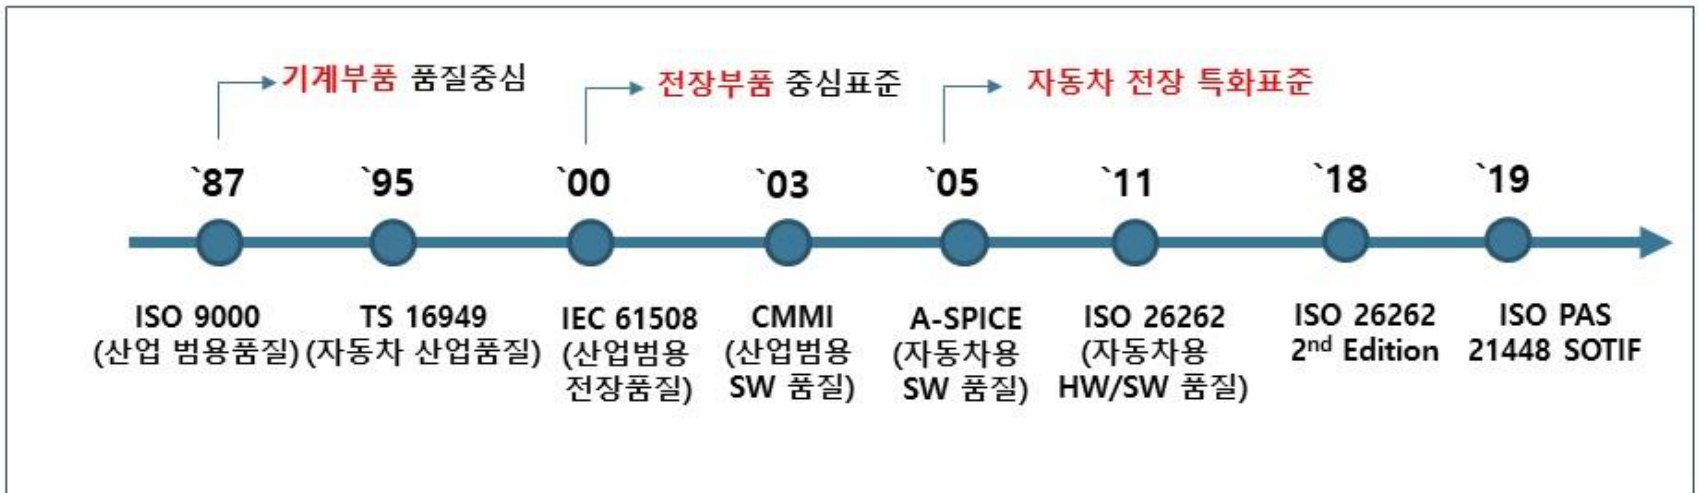 기계부품 품질중심
전장부품 중심표준
자동차 전장 특화표준
`87
`95
`00
`03
`05
`11
`18
`19
ISO 9000
(산업 범용품질)
TS 16949
(자동차 산업품질)
IEC 61508
(산업범용
전장품질)
CMMI
(산업범용
SW 품질)
A-SPICE
(자동차용
SW 품질)
ISO 26262
(자동차용
HW/SW 품질)
ISO 26262
2nd Edition
ISO PAS
21448 SOTIF